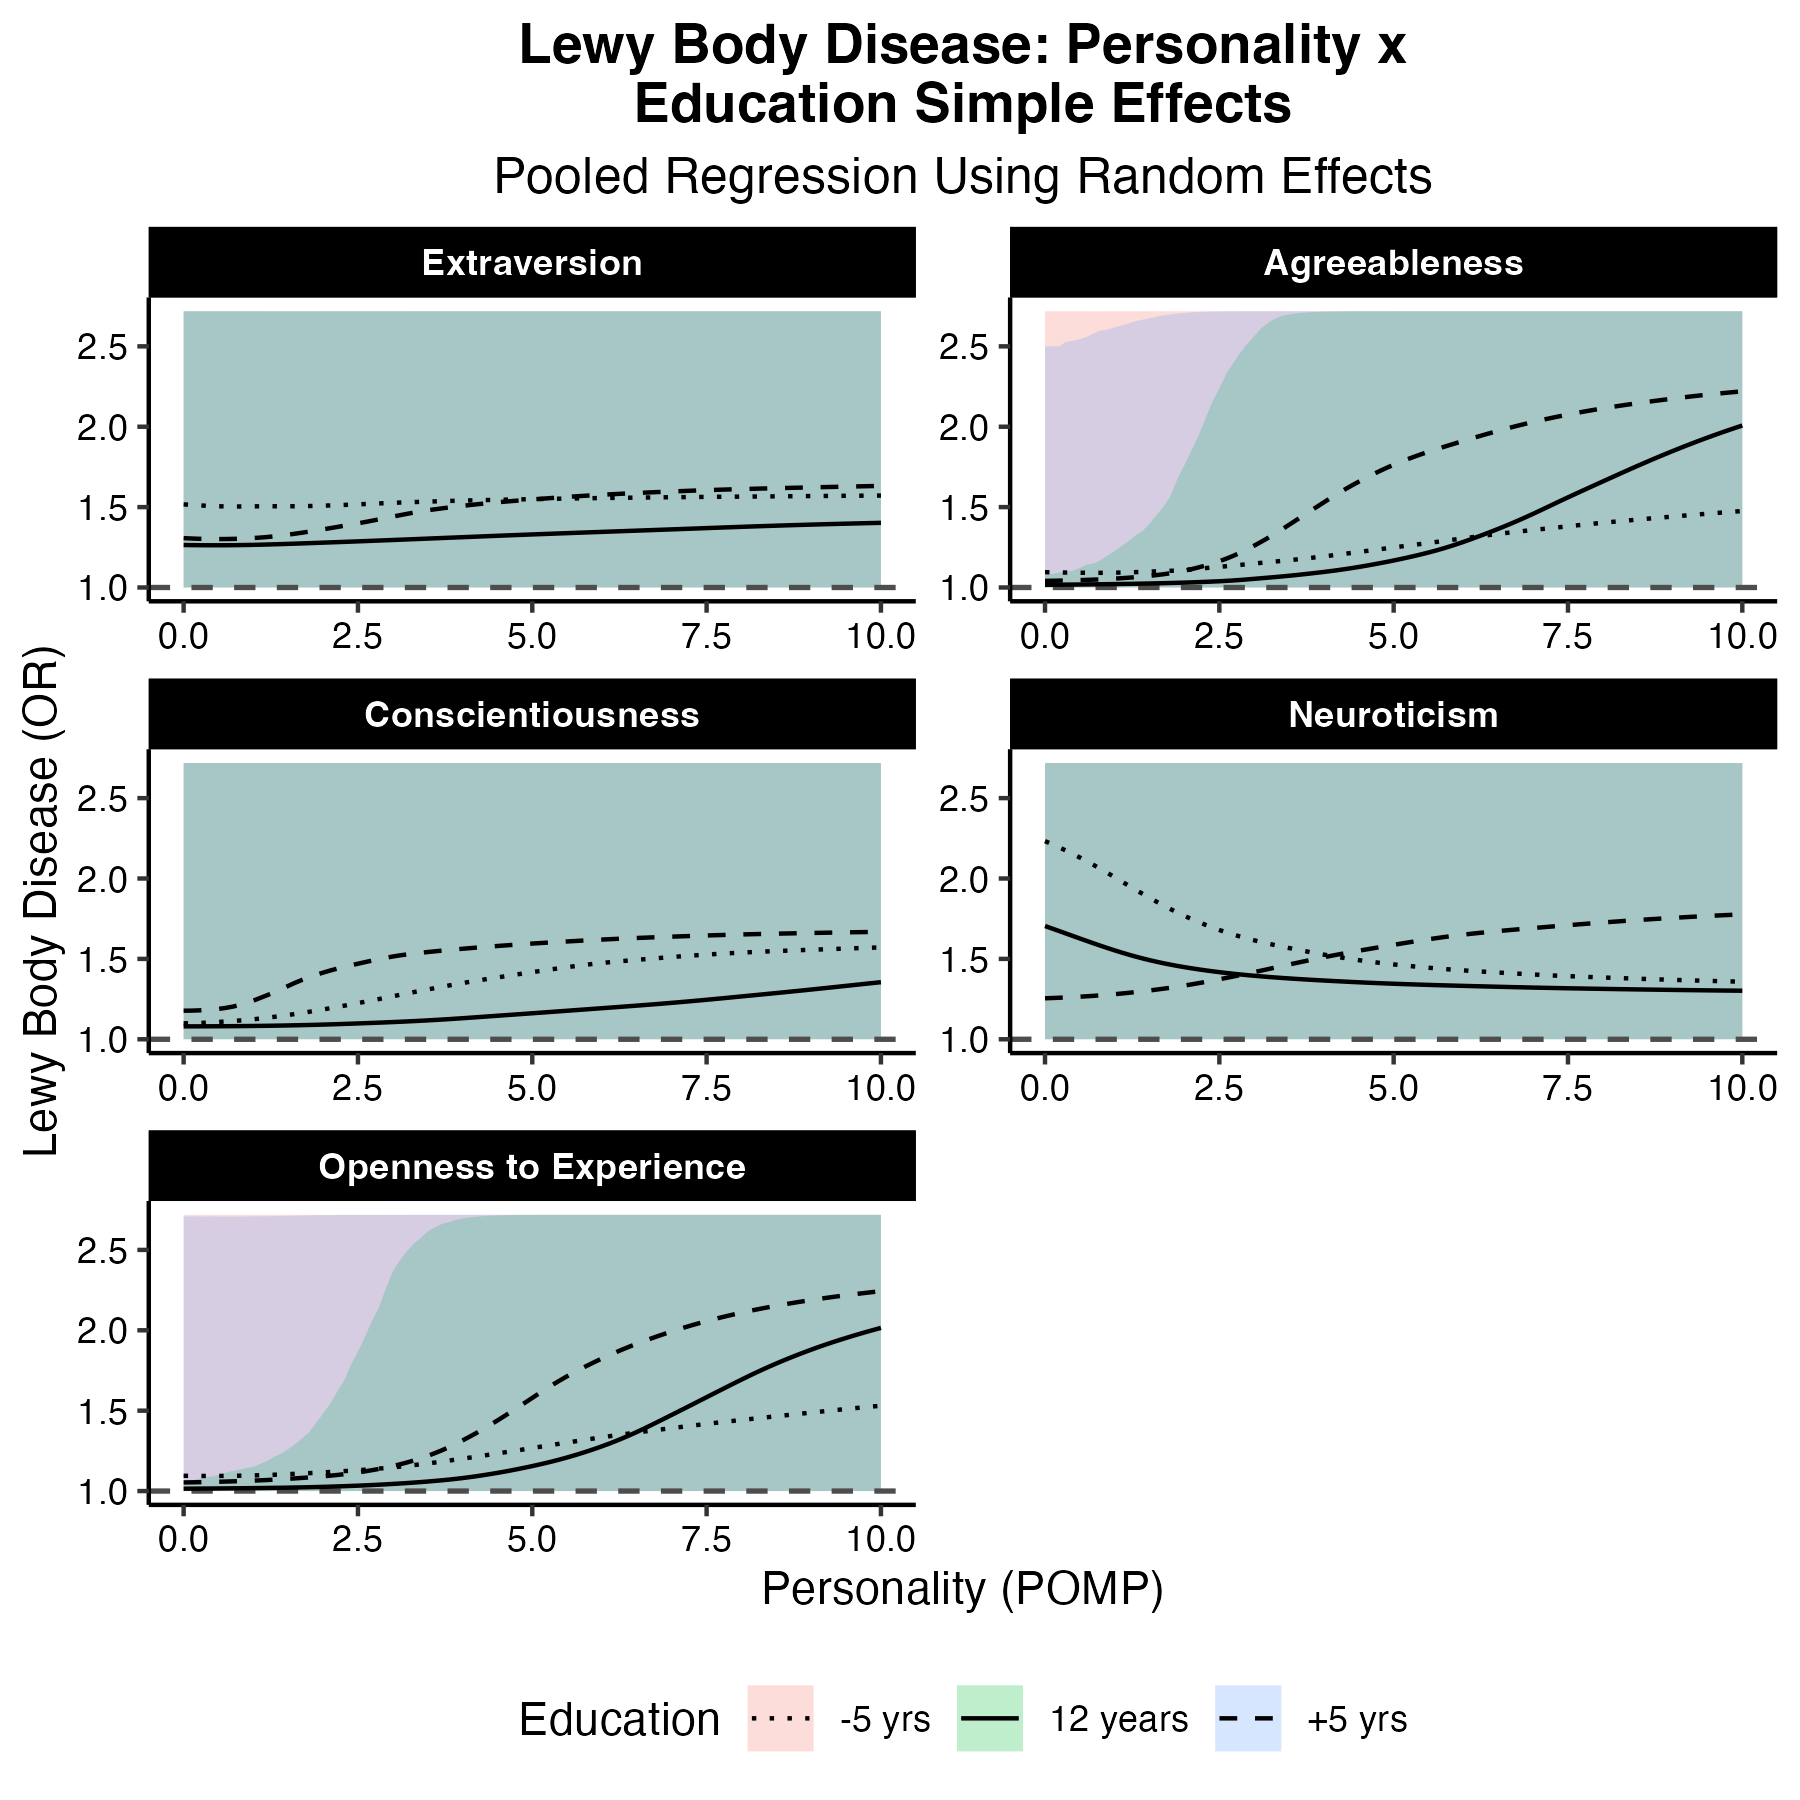 Lewy Body Disease: Personality x
Education Simple Effects
Pooled Regression Using Random Effects
Extraversion
Agreeableness
2.5
2.0
1.5
1.0
0.0 2.5 5.0 7.5 10.0
2.5
2.0
1.5
1.0
0.0 2.5 5.0 7.5 10.0
Conscientiousness
Neuroticism
2.5
2.0
1.5
1.0
0.0 2.5 5.0 7.5 10.0
2.5
2.0
1.5
1.0
0.0 2.5 5.0 7.5 10.0
Lewy Body Disease (OR)
Openness to Experience
2.5
2.0
1.5
1.0
0.0 2.5 5.0 7.5 10.0
Personality (POMP)
Education -5 yrs 12 years +5 yrs